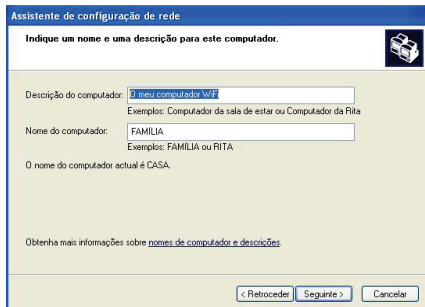 Assistente de configuração de rede
Indique um nome e uma descrição para este computador.
Descrição do computador: O meu computador WiFi
Exemplos: Computador da sala de estar ou Computador da Rita
Nome do computador: FAMÍLIA
Exemplos: FAMÍLIA ou RITA
O nome do computador actual é CASA.
Obtenha mais informações sobre nomes de computador e descrições.
< Retroceder Seguinte > Cancelar